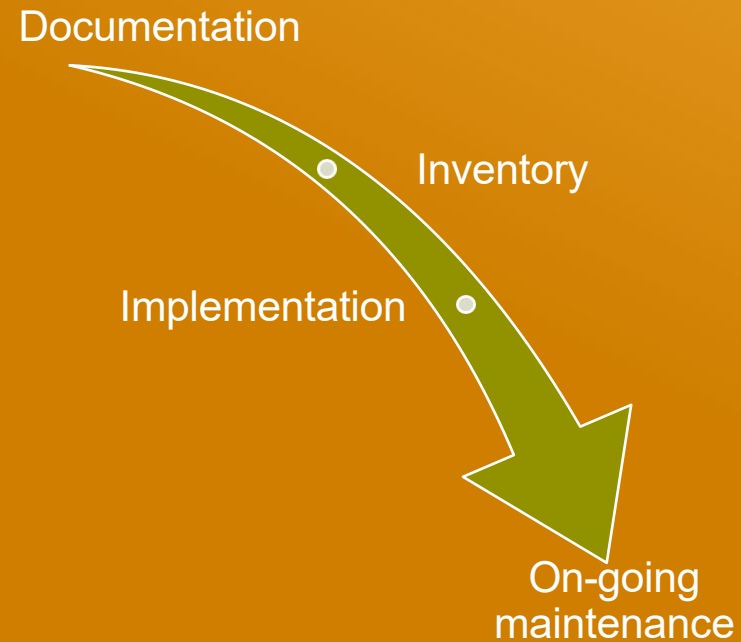 Documentation
Inventory
Implementation
On-going
maintenance